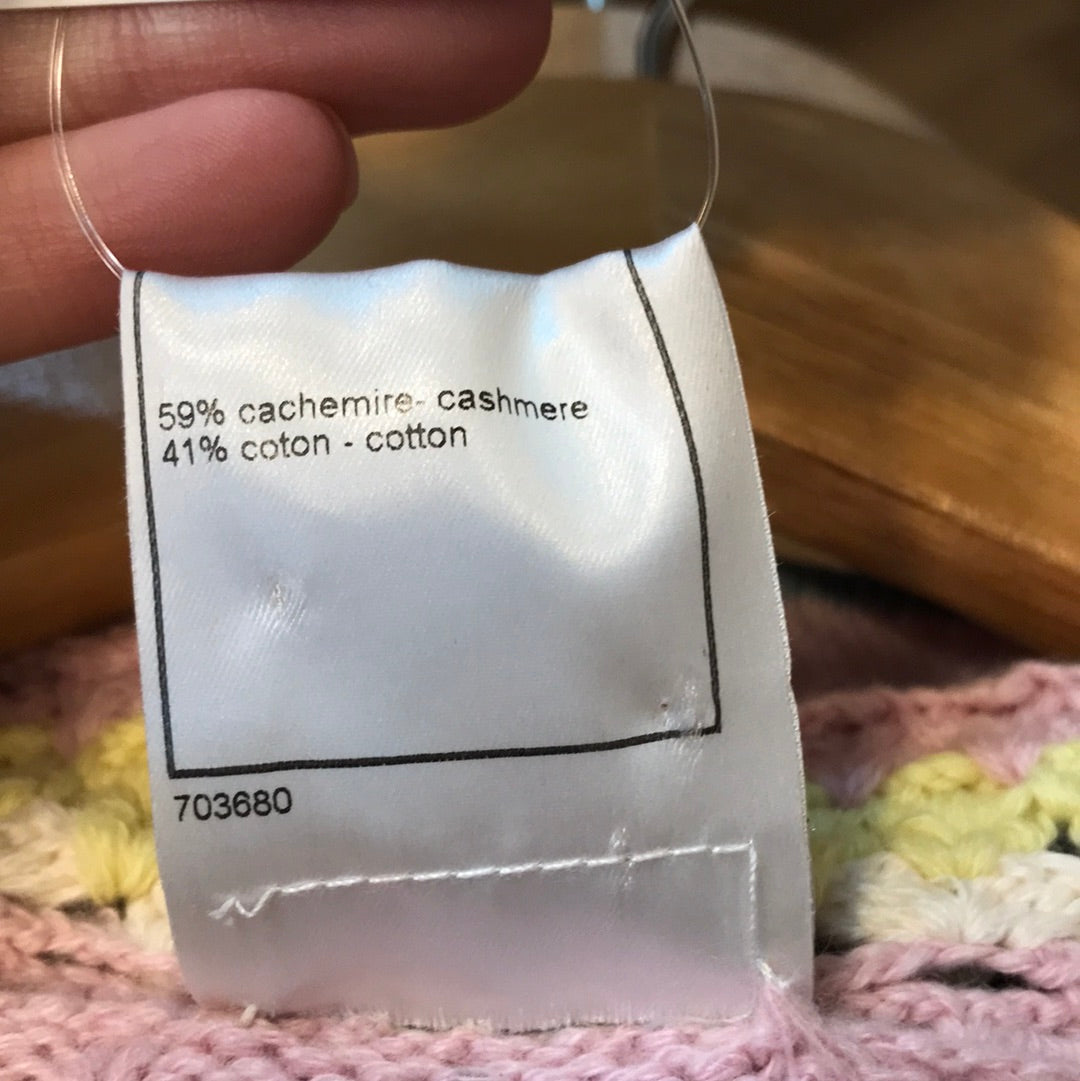 59% cachemire- cashmere
41% coton - cotton
703680